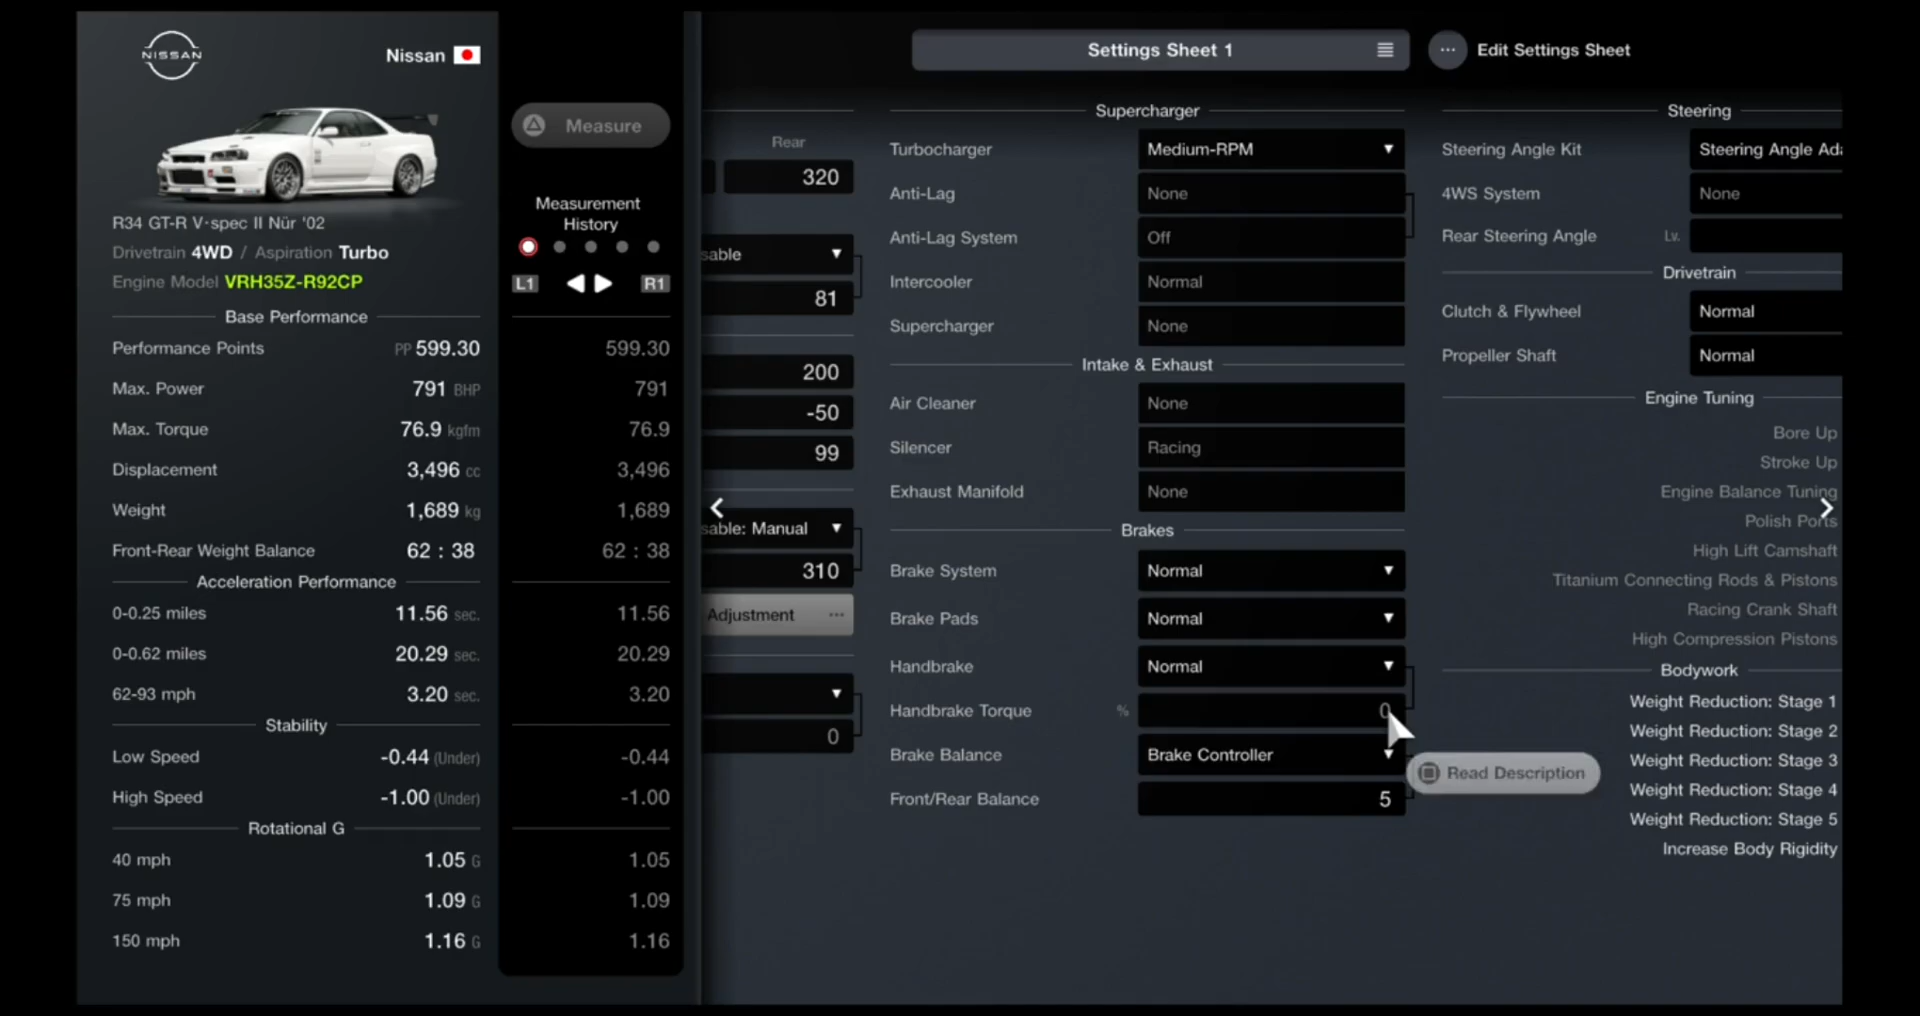 NISSAN
Nissan
R34 GT-R V·spec II Nür '02
Drivetrain 4WD / Aspiration Turbo
Engine Model VRH35Z-R92CP
Base Performance
Performance Points PP 599.30
Max. Power 791 BHP
Max. Torque 76.9 kgfm
Displacement 3,496 cc
Weight 1,689 kg
Front-Rear Weight Balance 62 : 38
Acceleration Performance
0-0.25 miles 11.56 sec.
0-0.62 miles 20.29 sec.
62-93 mph 3.20 sec.
Stability
Low Speed -0.44 (Under)
High Speed -1.00 (Under)
Rotational G
40 mph 1.05 G
75 mph 1.09 G
150 mph 1.16 G
Measure
Measurement
History
L1 R1
599.30
791
76.9
3,496
1,689
62 : 38
11.56
20.29
3.20
-0.44
-1.00
1.05
1.09
1.16
Settings Sheet 1
Edit Settings Sheet
Rear
320
sable
81
200
-50
99
sable: Manual
310
Adjustment
0
Supercharger
Turbocharger Medium-RPM
Anti-Lag None
Anti-Lag System Off
Intercooler Normal
Supercharger None
Intake & Exhaust
Air Cleaner None
Silencer Racing
Exhaust Manifold None
Brakes
Brake System Normal
Brake Pads Normal
Handbrake Normal
Handbrake Torque % 0
Brake Balance Brake Controller
Front/Rear Balance 5
Read Description
Steering
Steering Angle Kit Steering Angle Ada
4WS System None
Rear Steering Angle Lv.
Drivetrain
Clutch & Flywheel Normal
Propeller Shaft Normal
Engine Tuning
Bore Up
Stroke Up
Engine Balance Tuning
Polish Ports
High Lift Camshaft
Titanium Connecting Rods & Pistons
Racing Crank Shaft
High Compression Pistons
Bodywork
Weight Reduction: Stage 1
Weight Reduction: Stage 2
Weight Reduction: Stage 3
Weight Reduction: Stage 4
Weight Reduction: Stage 5
Increase Body Rigidity